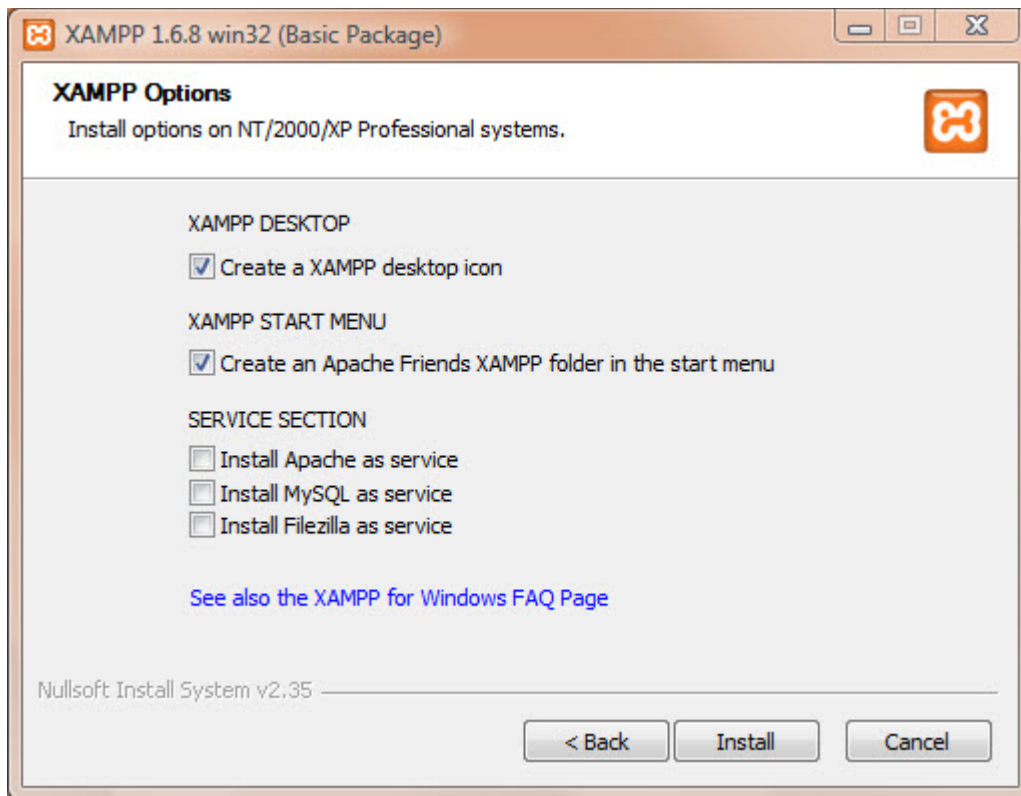 XAMPP 1.6.8 win32 (Basic Package)
XAMPP Options
Install options on NT/2000/XP Professional systems.
XAMPP DESKTOP
Create a XAMPP desktop icon
XAMPP START MENU
Create an Apache Friends XAMPP folder in the start menu
SERVICE SECTION
Install Apache as service
Install MySQL as service
Install Filezilla as service
See also the XAMPP for Windows FAQ Page
Nullsoft Install System v2.35
< Back Install Cancel